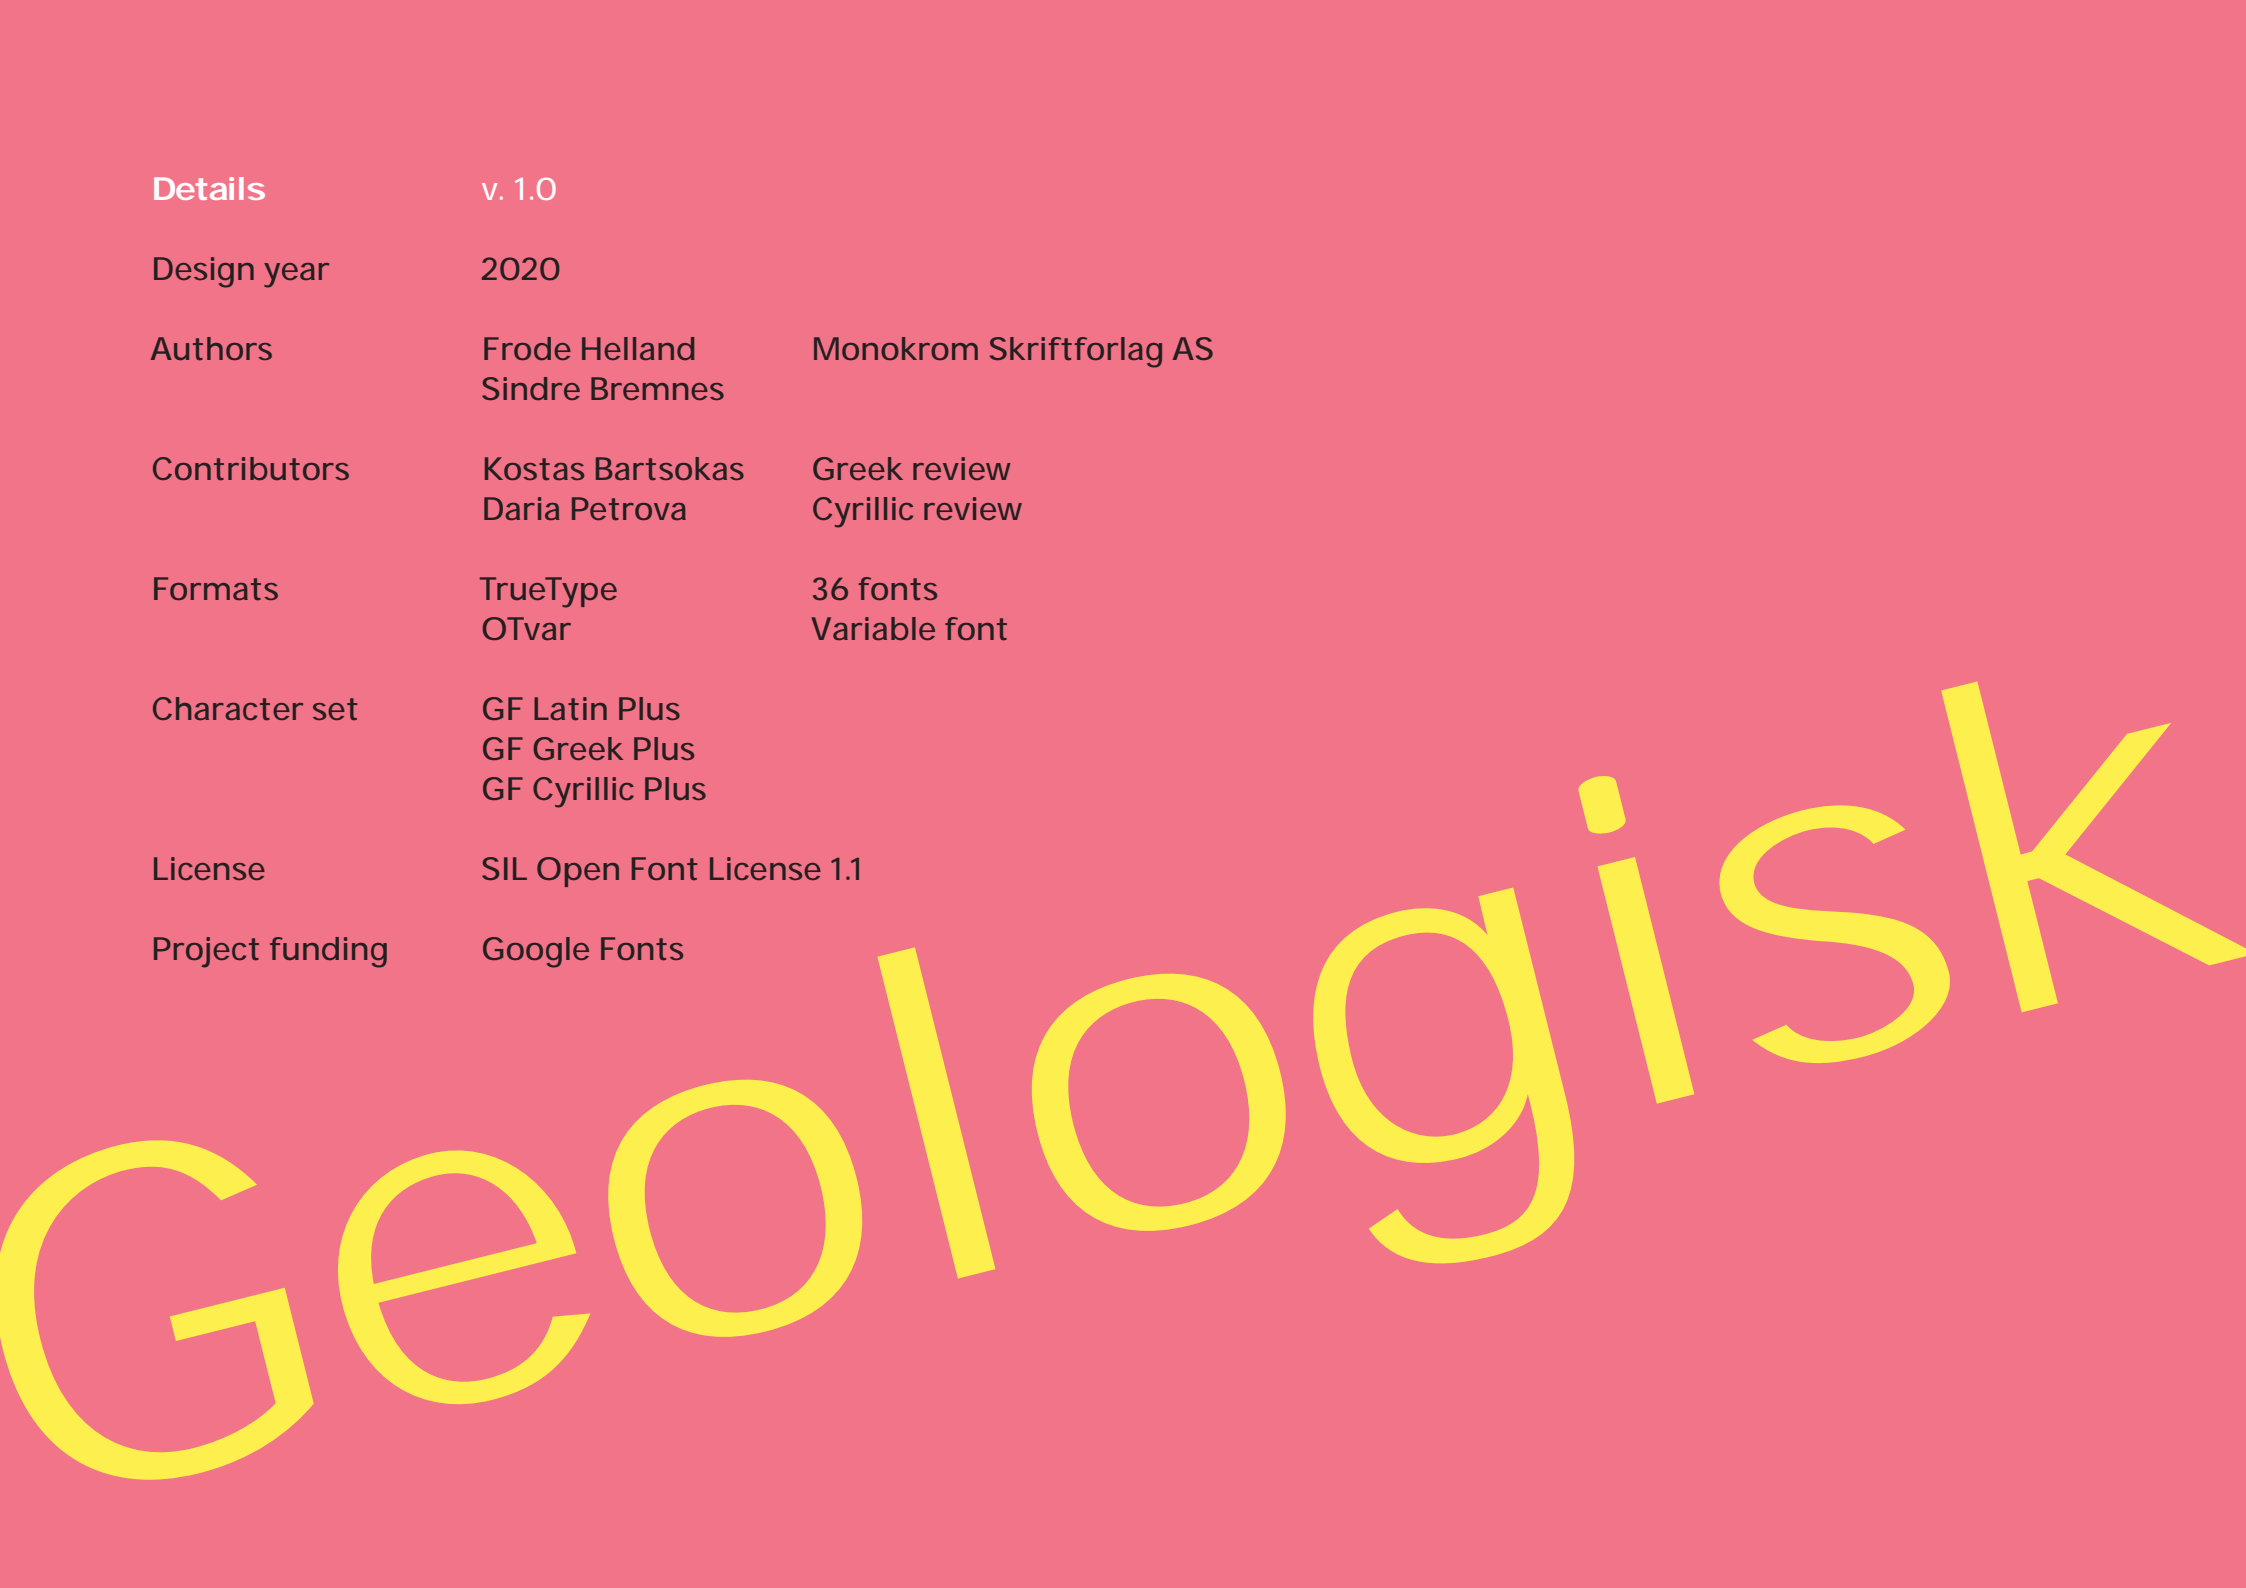 Details v. 1.0
Design year 2020
Authors Frode Helland Monokrom Skriftforlag AS
Sindre Bremnes
Contributors Kostas Bartsokas Greek review
Daria Petrova Cyrillic review
Formats TrueType 36 fonts
OTvar Variable font
Character set GF Latin Plus
GF Greek Plus
GF Cyrillic Plus
License SIL Open Font License 1.1
Project funding Google Fonts
Geologisk